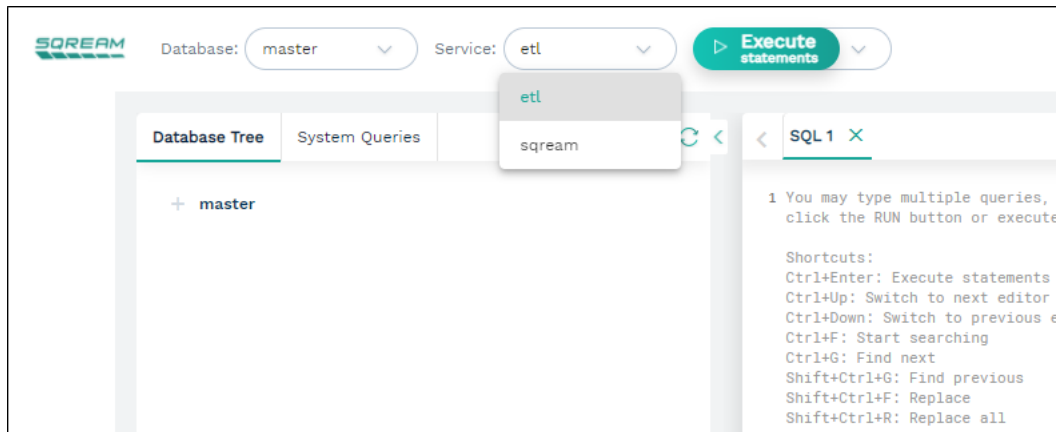 SQREAM
Database: master Service: etl Execute statements
etl
sqream
Database Tree System Queries
SQL 1
master
1 You may type multiple queries,
click the RUN button or execute
Shortcuts:
Ctrl+Enter: Execute statements
Ctrl+Up: Switch to next editor
Ctrl+Down: Switch to previous e
Ctrl+F: Start searching
Ctrl+G: Find next
Shift+Ctrl+G: Find previous
Shift+Ctrl+F: Replace
Shift+Ctrl+R: Replace all